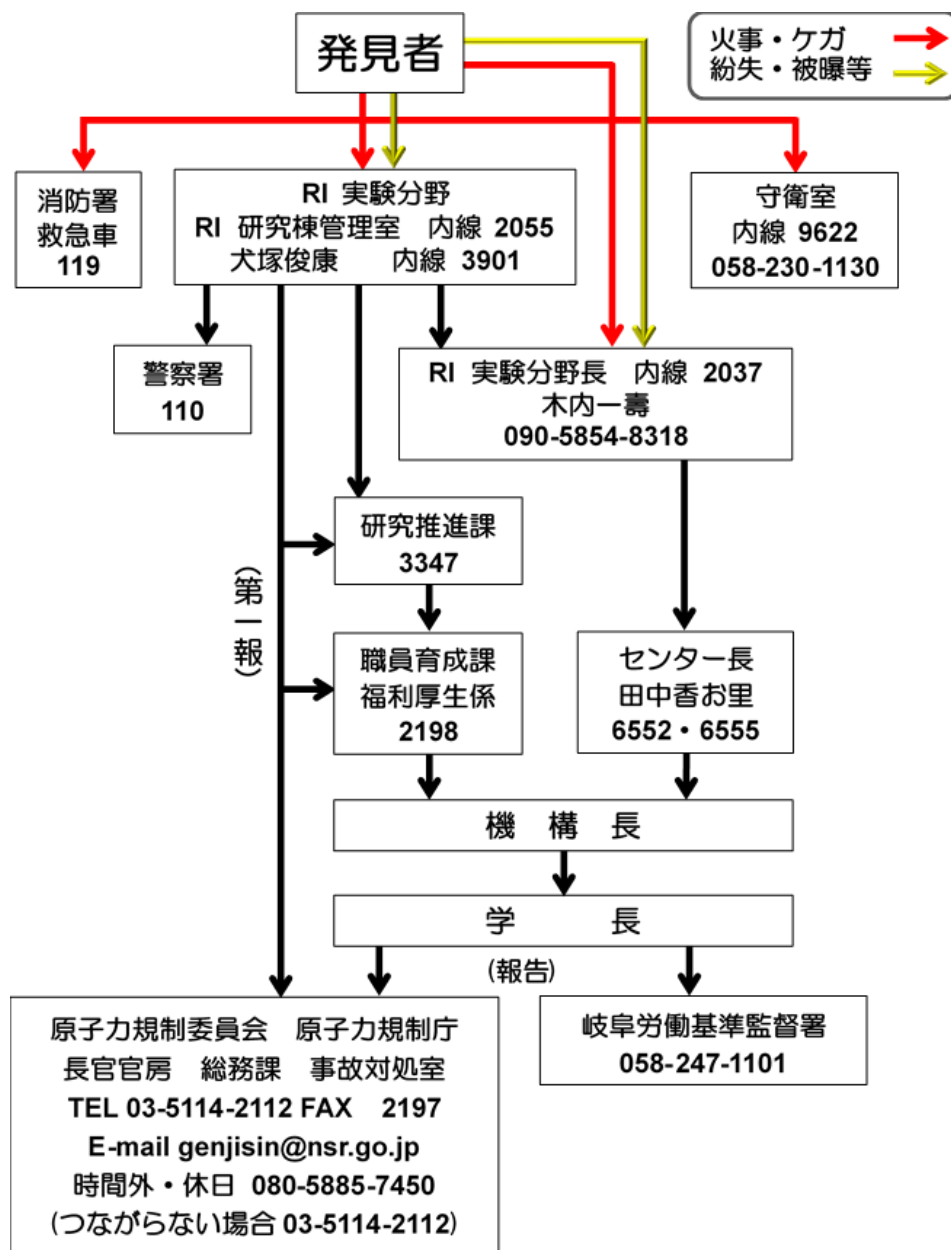 発見者
火事・ケガ
紛失・被曝等
消防署
救急車
119
RI 実験分野
RI 研究棟管理室 内線 2055
犬塚俊康 内線 3901
守衛室
内線 9622
058-230-1130
警察署
110
RI 実験分野長 内線 2037
木内一壽
090-5854-8318
研究推進課
3347
(第一報)
職員育成課
福利厚生係
2198
センター長
田中香お里
6552・6555
機 構 長
学 長
(報告)
原子力規制委員会 原子力規制庁
長官官房 総務課 事故対処室
TEL 03-5114-2112 FAX 2197
E-mail genjisin@nsr.go.jp
時間外・休日 080-5885-7450
(つながらない場合 03-5114-2112)
岐阜労働基準監督署
058-247-1101